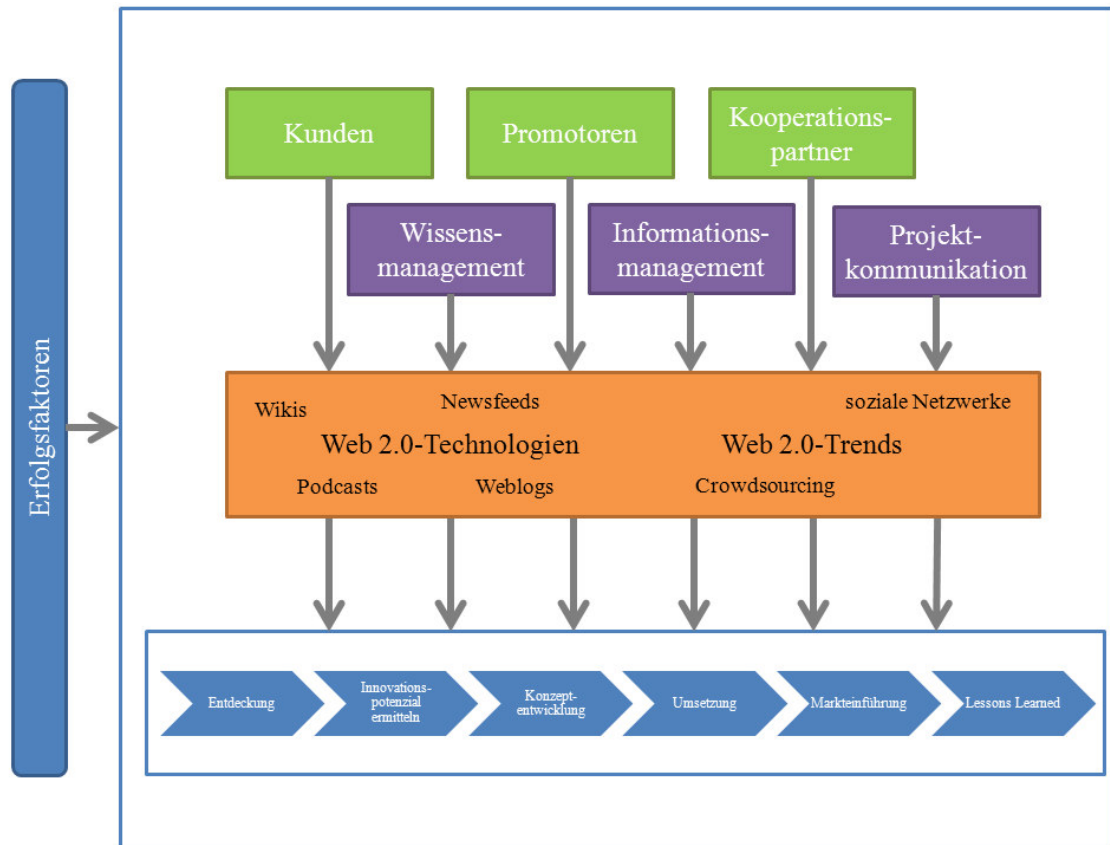 Erfolgsfaktoren
Kunden
Promotoren
Kooperations-
partner
Wissens-
management
Informations-
management
Projekt-
kommunikation
Wikis
Newsfeeds
soziale Netzwerke
Web 2.0-Technologien
Web 2.0-Trends
Podcasts
Weblogs
Crowdsourcing
Entdeckung
Innovations-
potenzial
ermitteln
Konzept-
entwicklung
Umsetzung
Markteinführung
Lessons Learned